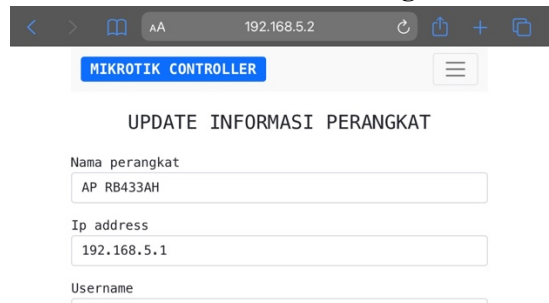 AA 192.168.5.2
MIKROTIK CONTROLLER
UPDATE INFORMASI PERANGKAT
Nama perangkat
AP RB433AH
Ip address
192.168.5.1
Username